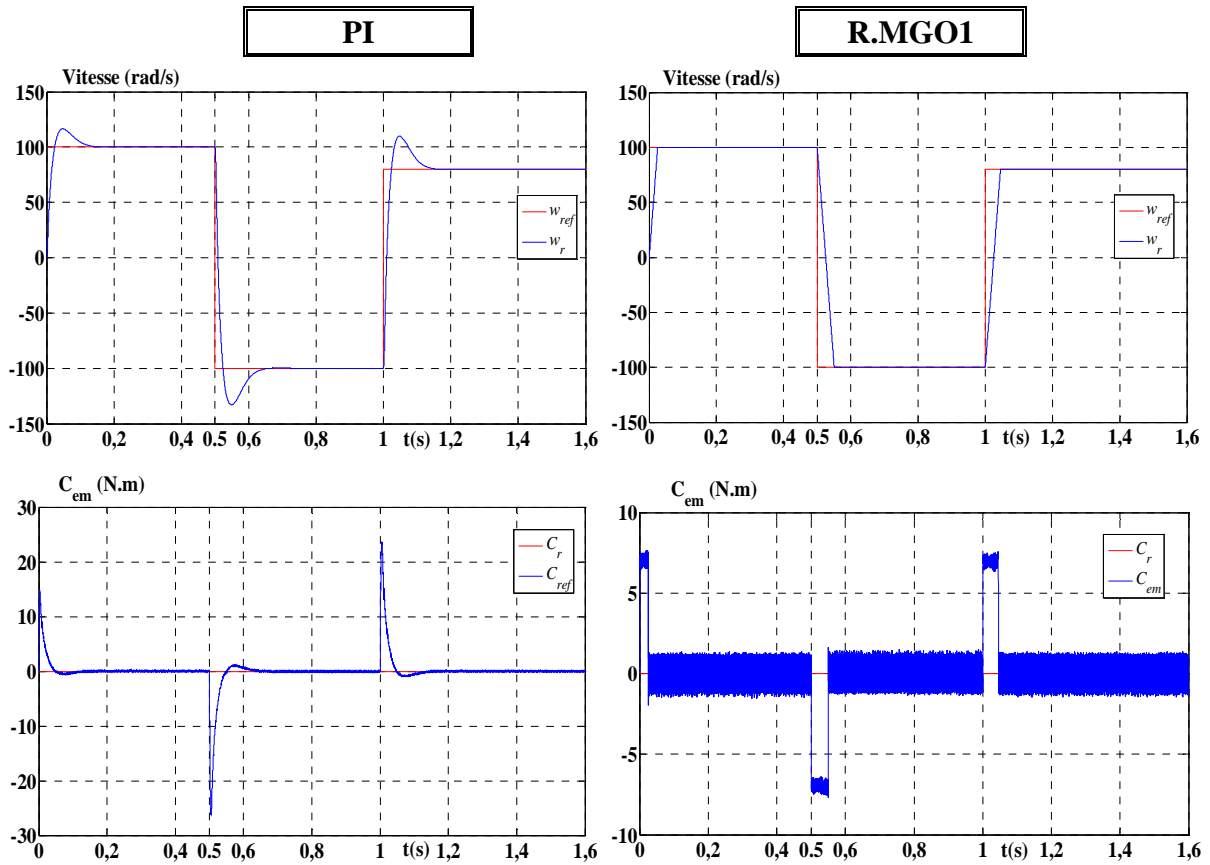 PI
R.MGO1
Vitesse (rad/s)
150
100
50
0
-50
-100
-150
0 0,2 0,4 0.5 0,6 0,8 1 t(s) 1,2 1,4 1,6
w_ref
w_r
Vitesse (rad/s)
150
100
50
0
-50
-100
-150
0 0,2 0,4 0.5 0,6 0,8 1 t(s) 1,2 1,4 1,6
w_ref
w_r
C_em (N.m)
30
20
10
0
-10
-20
-30
0 0,2 0,4 0.5 0,6 0,8 1 t(s) 1,2 1,4 1,6
C_r
C_ref
C_em (N.m)
10
5
0
-5
-10
0 0,2 0,4 0.5 0,6 0,8 1 t(s) 1,2 1,4 1,6
C_r
C_em